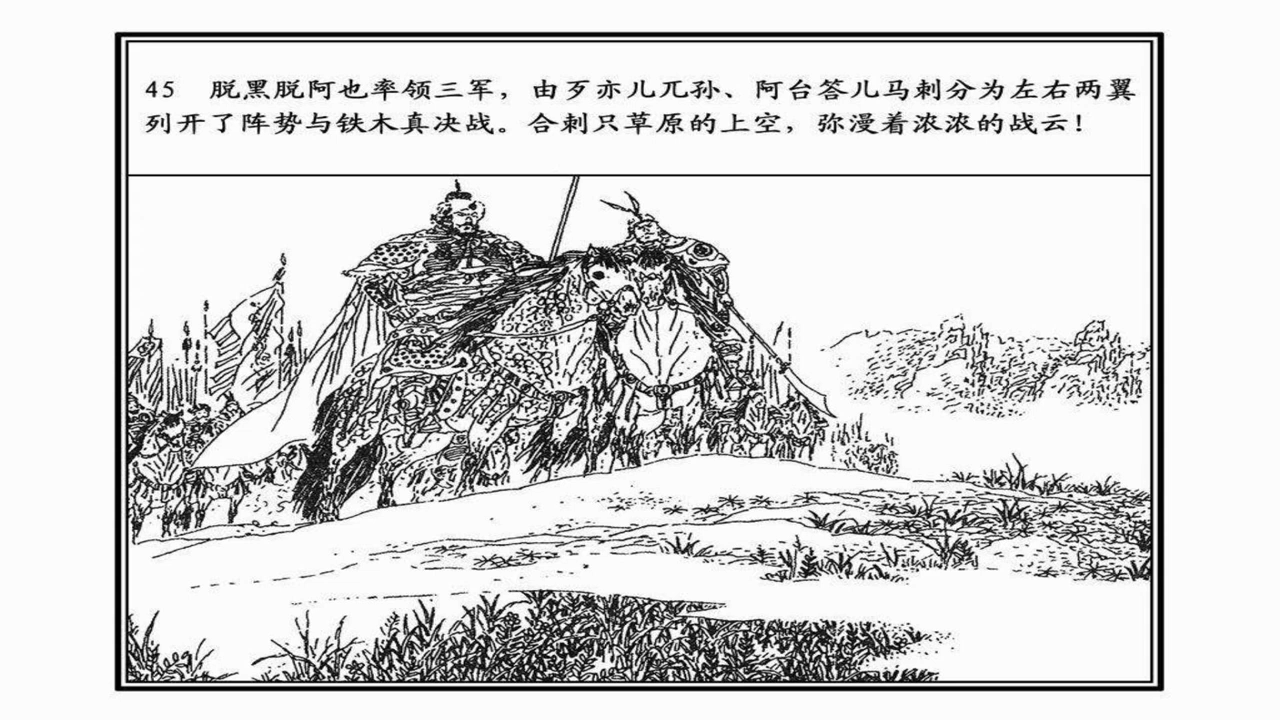 45 脱黑脱阿也率领三军，由歹亦儿兀孙、阿台答儿马刺分为左右两翼
列开了阵势与铁木真决战。合刺只草原的上空，弥漫着浓浓的战云！